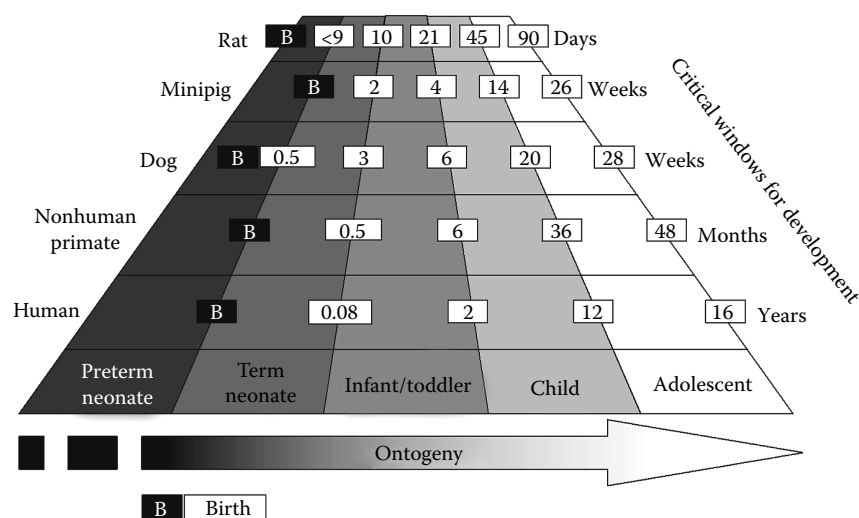 Rat B <9 10 21 45 90 Days
Minipig B 2 4 14 26 Weeks
Dog B 0.5 3 6 20 28 Weeks
Nonhuman
primate B 0.5 6 36 48 Months
Human B 0.08 2 12 16 Years
Critical windows for development
Preterm
neonate
Term
neonate
Infant/toddler
Child
Adolescent
Ontogeny
B Birth